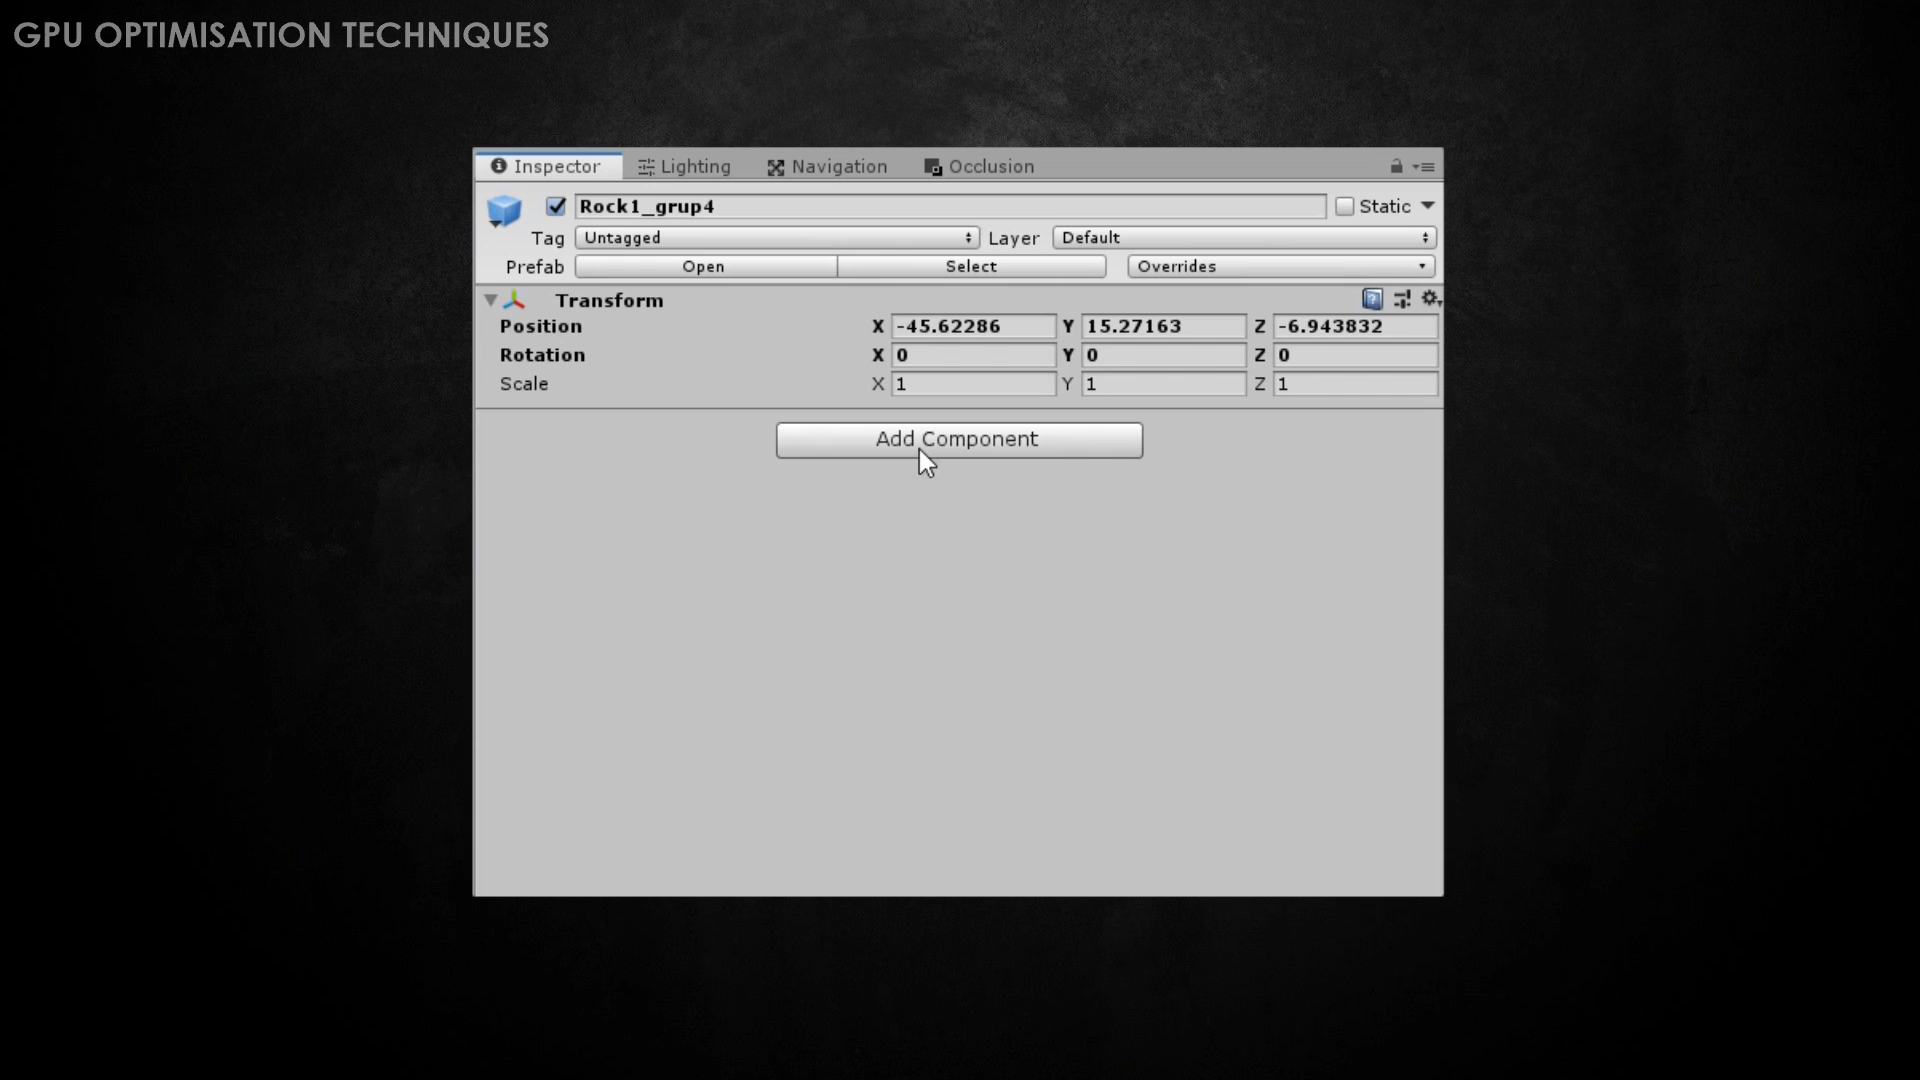 GPU OPTIMISATION TECHNIQUES
Inspector Lighting Navigation Occlusion
Rock1_grup4 Static
Tag Untagged Layer Default
Prefab Open Select Overrides
Transform
Position X -45.62286 Y 15.27163 Z -6.943832
Rotation X 0 Y 0 Z 0
Scale X 1 Y 1 Z 1
Add Component